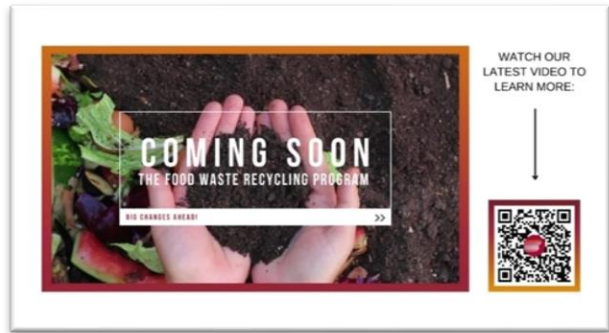 COMING SOON
THE FOOD WASTE RECYCLING PROGRAM
BIG CHANGES AHEAD! >>
WATCH OUR
LATEST VIDEO TO
LEARN MORE: